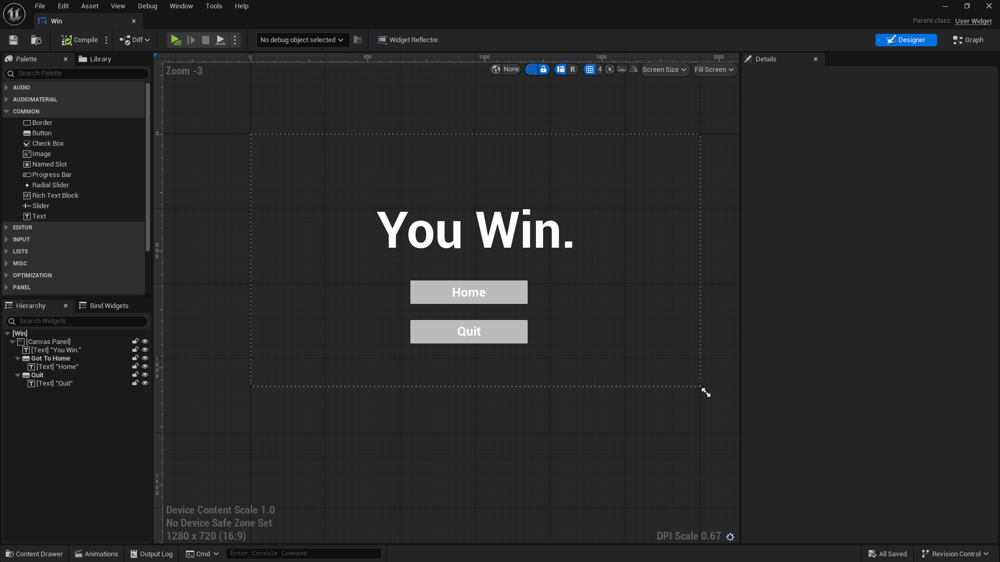 File Edit Asset View Debug Window Tools Help
Win
Parent class: User Widget
Compile Diff No debug object selected Widget Reflector Designer Graph
Palette Library
Details
Search Palette
AUDIO
AUDIOMATERIAL
COMMON
Border
Button
Check Box
Image
Named Slot
Progress Bar
Radial Slider
Rich Text Block
Slider
Text
EDITOR
INPUT
LISTS
MISC
OPTIMIZATION
PANEL
Hierarchy Bind Widgets
Search Widgets
[Win]
[Canvas Panel]
[Text] "You Win."
Got To Home
[Text] "Home"
Quit
[Text] "Quit"
0 500 1000 1500 2000
Zoom -3
None R 4 Screen Size Fill Screen
0
500
1000
1500
You Win.
Home
Quit
Device Content Scale 1.0
No Device Safe Zone Set
1280 x 720 (16:9)
DPI Scale 0.67
Content Drawer Animations Output Log Cmd Enter Console Command All Saved Revision Control